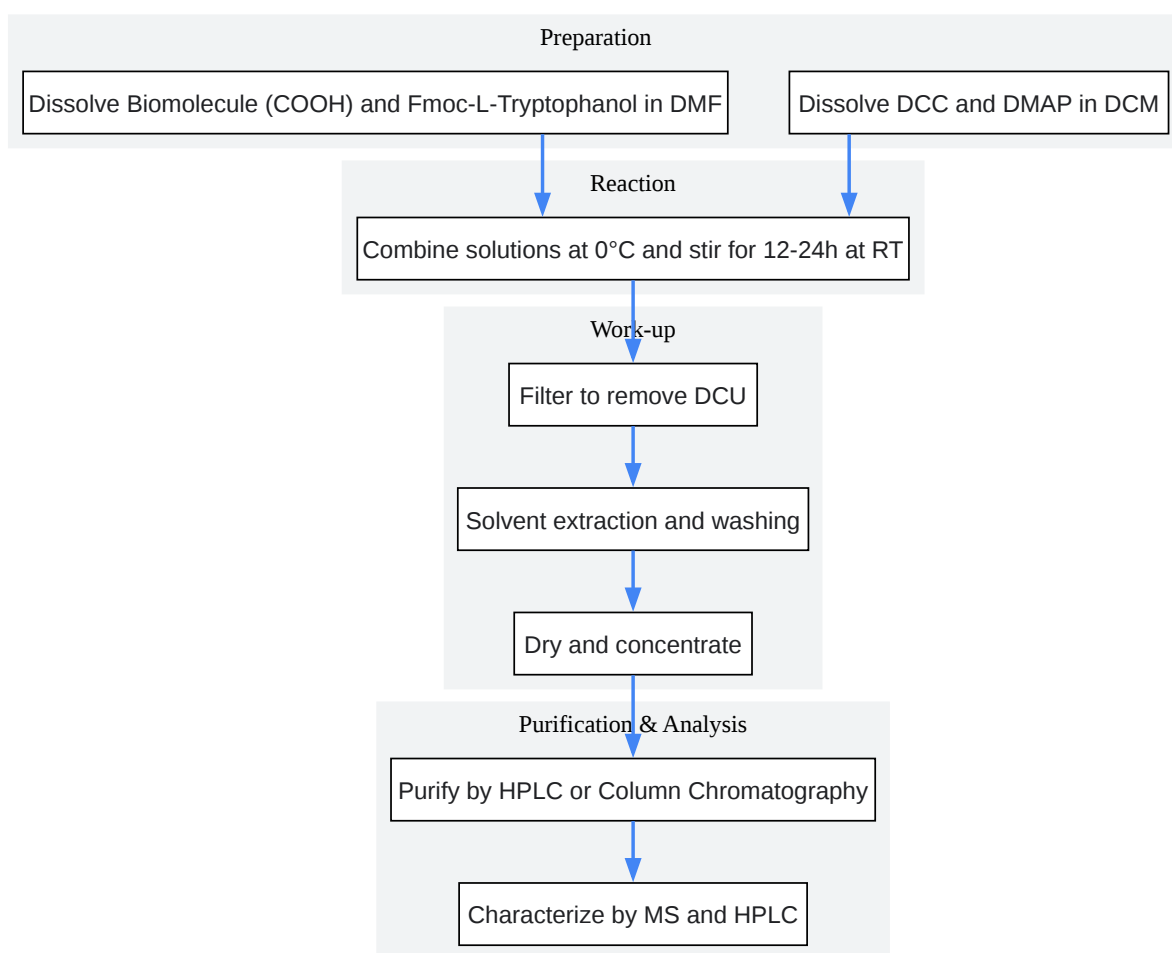 Preparation
Dissolve Biomolecule (COOH) and Fmoc-L-Tryptophanol in DMF
Dissolve DCC and DMAP in DCM
Reaction
Combine solutions at 0°C and stir for 12-24h at RT
Work-up
Filter to remove DCU
Solvent extraction and washing
Dry and concentrate
Purification & Analysis
Purify by HPLC or Column Chromatography
Characterize by MS and HPLC